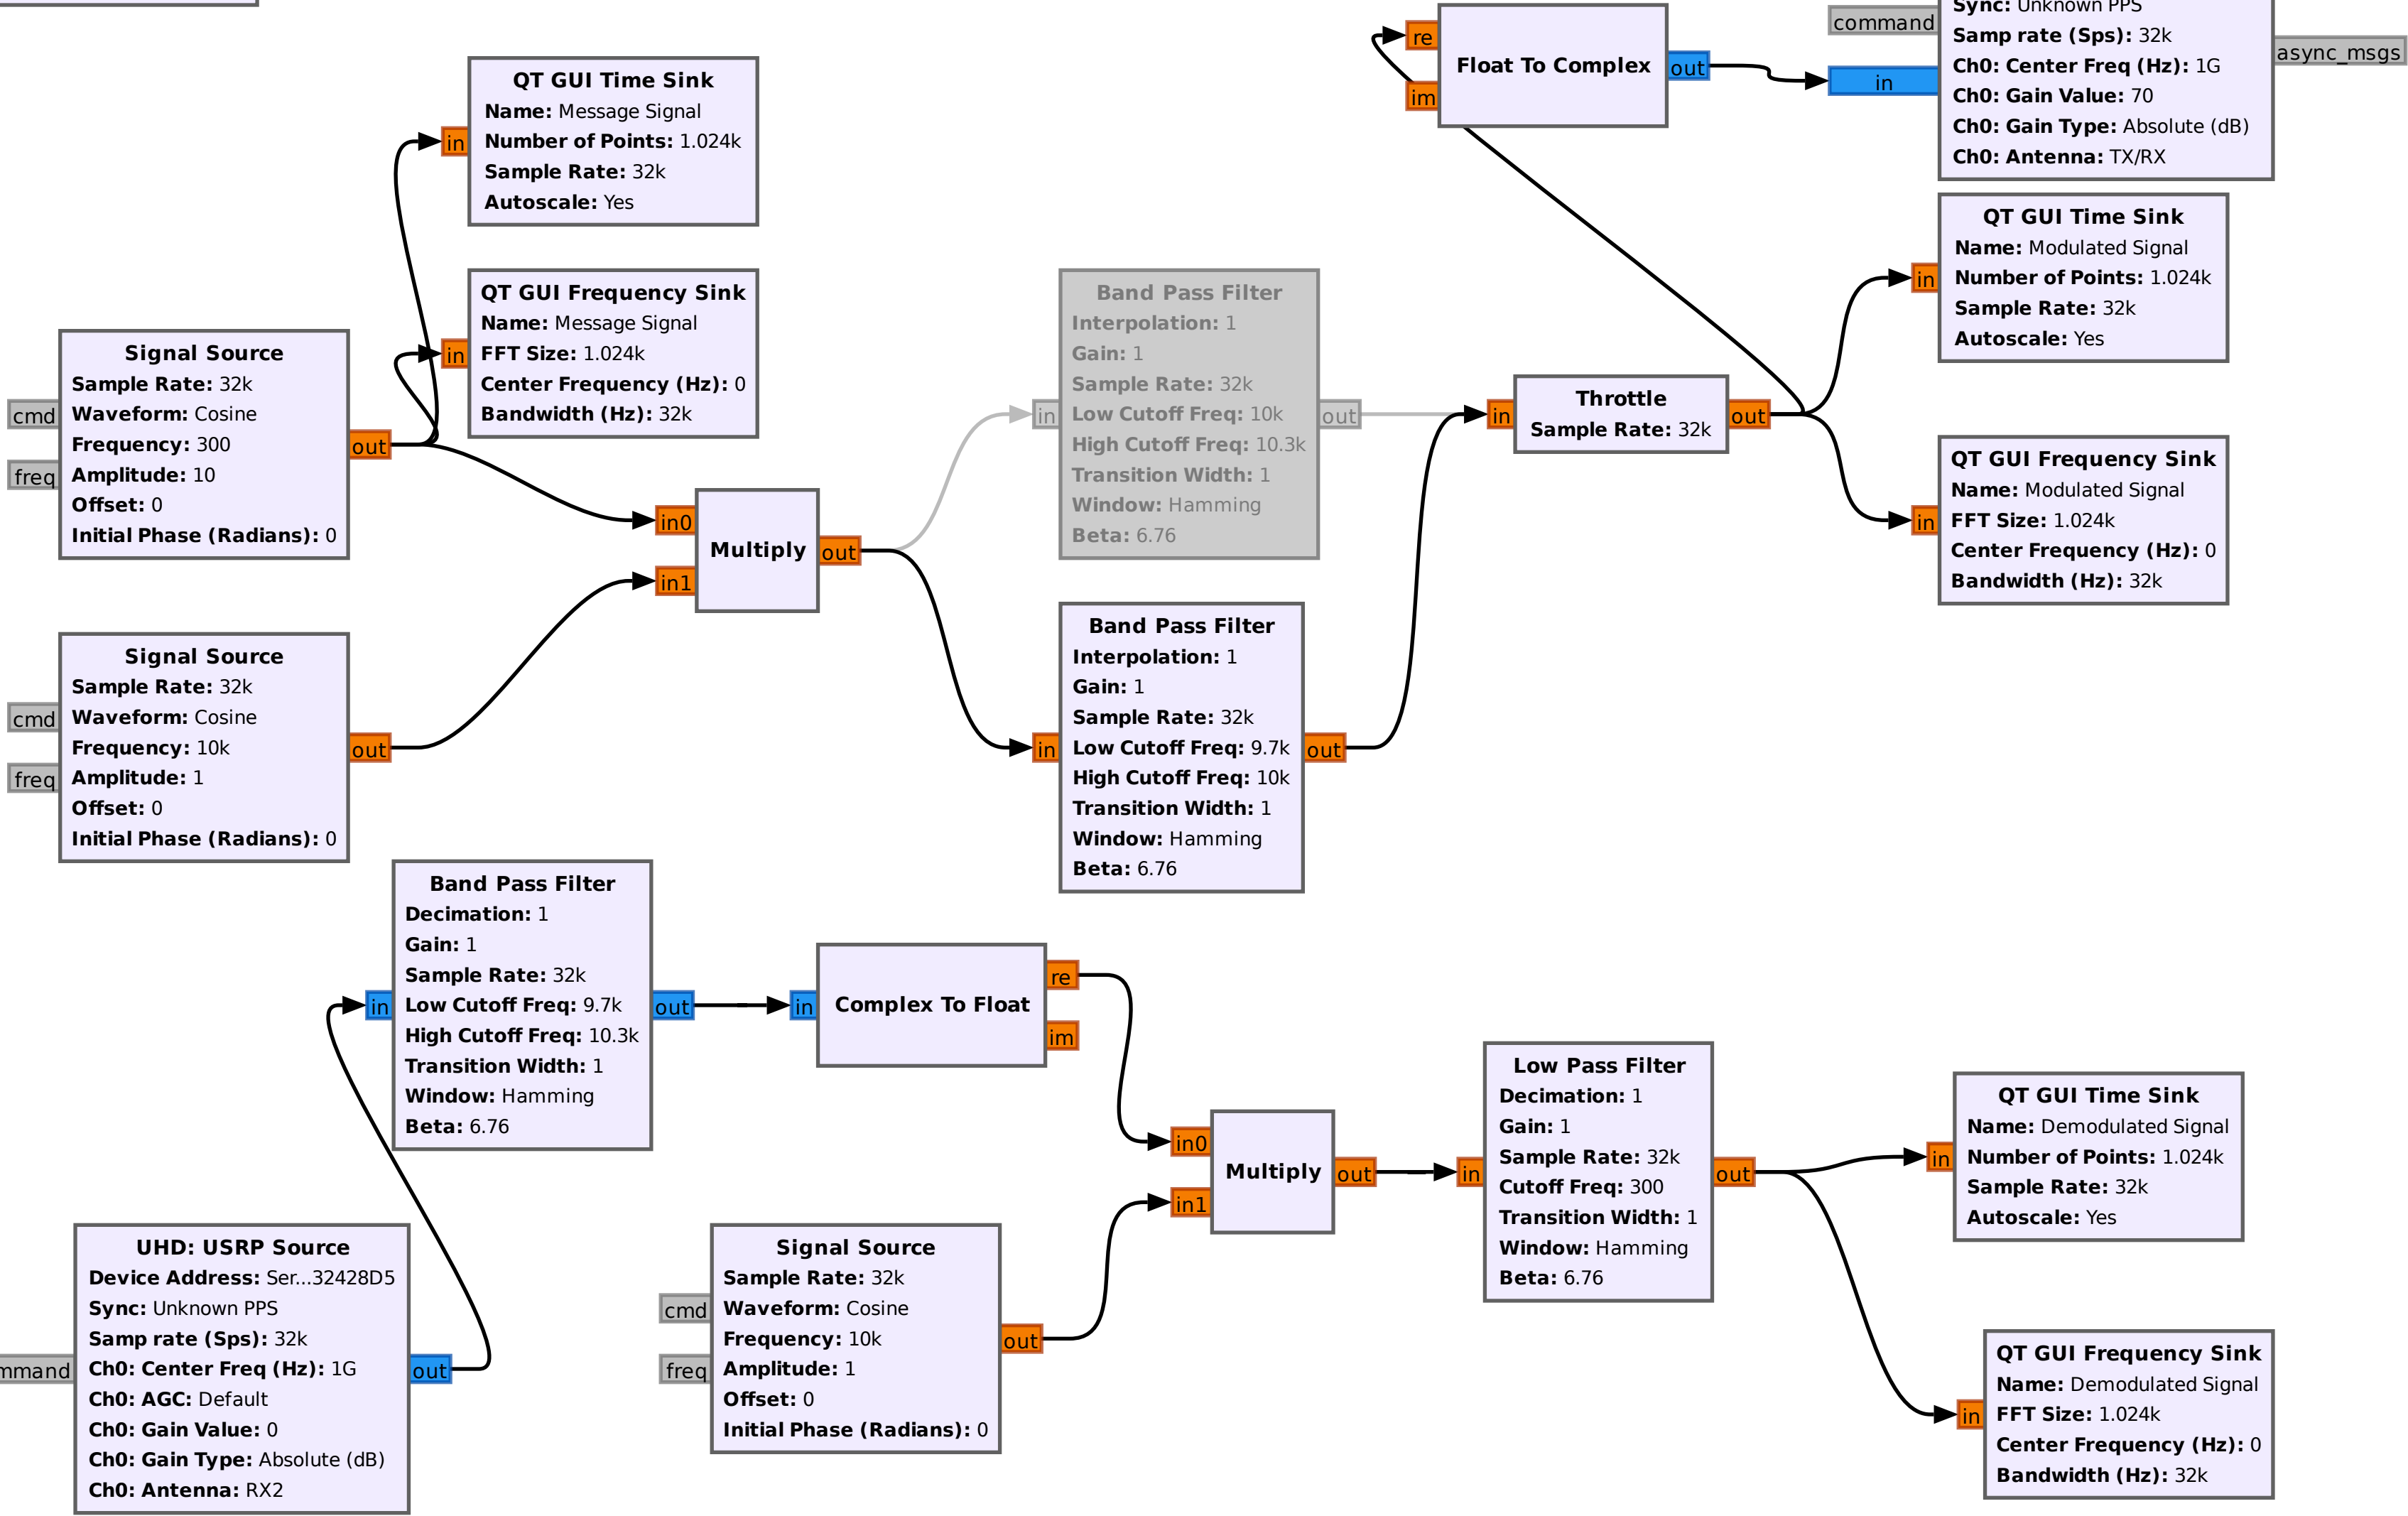 re
im
Float To Complex
out
command
in
Sync: Unknown PPS
Samp rate (Sps): 32k
Ch0: Center Freq (Hz): 1G
Ch0: Gain Value: 70
Ch0: Gain Type: Absolute (dB)
Ch0: Antenna: TX/RX
async_msgs
in
QT GUI Time Sink
Name: Message Signal
Number of Points: 1.024k
Sample Rate: 32k
Autoscale: Yes
in
QT GUI Frequency Sink
Name: Message Signal
FFT Size: 1.024k
Center Frequency (Hz): 0
Bandwidth (Hz): 32k
cmd
freq
Signal Source
Sample Rate: 32k
Waveform: Cosine
Frequency: 300
Amplitude: 10
Offset: 0
Initial Phase (Radians): 0
out
in0
in1
Multiply
out
in
Band Pass Filter
Interpolation: 1
Gain: 1
Sample Rate: 32k
Low Cutoff Freq: 10k
High Cutoff Freq: 10.3k
Transition Width: 1
Window: Hamming
Beta: 6.76
out
in
Throttle
Sample Rate: 32k
out
in
QT GUI Time Sink
Name: Modulated Signal
Number of Points: 1.024k
Sample Rate: 32k
Autoscale: Yes
in
QT GUI Frequency Sink
Name: Modulated Signal
FFT Size: 1.024k
Center Frequency (Hz): 0
Bandwidth (Hz): 32k
cmd
freq
Signal Source
Sample Rate: 32k
Waveform: Cosine
Frequency: 10k
Amplitude: 1
Offset: 0
Initial Phase (Radians): 0
out
in
Band Pass Filter
Interpolation: 1
Gain: 1
Sample Rate: 32k
Low Cutoff Freq: 9.7k
High Cutoff Freq: 10k
Transition Width: 1
Window: Hamming
Beta: 6.76
out
in
Band Pass Filter
Decimation: 1
Gain: 1
Sample Rate: 32k
Low Cutoff Freq: 9.7k
High Cutoff Freq: 10.3k
Transition Width: 1
Window: Hamming
Beta: 6.76
out
in
Complex To Float
re
im
in0
in1
Multiply
out
in
Low Pass Filter
Decimation: 1
Gain: 1
Sample Rate: 32k
Cutoff Freq: 300
Transition Width: 1
Window: Hamming
Beta: 6.76
out
in
QT GUI Time Sink
Name: Demodulated Signal
Number of Points: 1.024k
Sample Rate: 32k
Autoscale: Yes
mmand
UHD: USRP Source
Device Address: Ser...32428D5
Sync: Unknown PPS
Samp rate (Sps): 32k
Ch0: Center Freq (Hz): 1G
Ch0: AGC: Default
Ch0: Gain Value: 0
Ch0: Gain Type: Absolute (dB)
Ch0: Antenna: RX2
out
cmd
freq
Signal Source
Sample Rate: 32k
Waveform: Cosine
Frequency: 10k
Amplitude: 1
Offset: 0
Initial Phase (Radians): 0
out
in
QT GUI Frequency Sink
Name: Demodulated Signal
FFT Size: 1.024k
Center Frequency (Hz): 0
Bandwidth (Hz): 32k